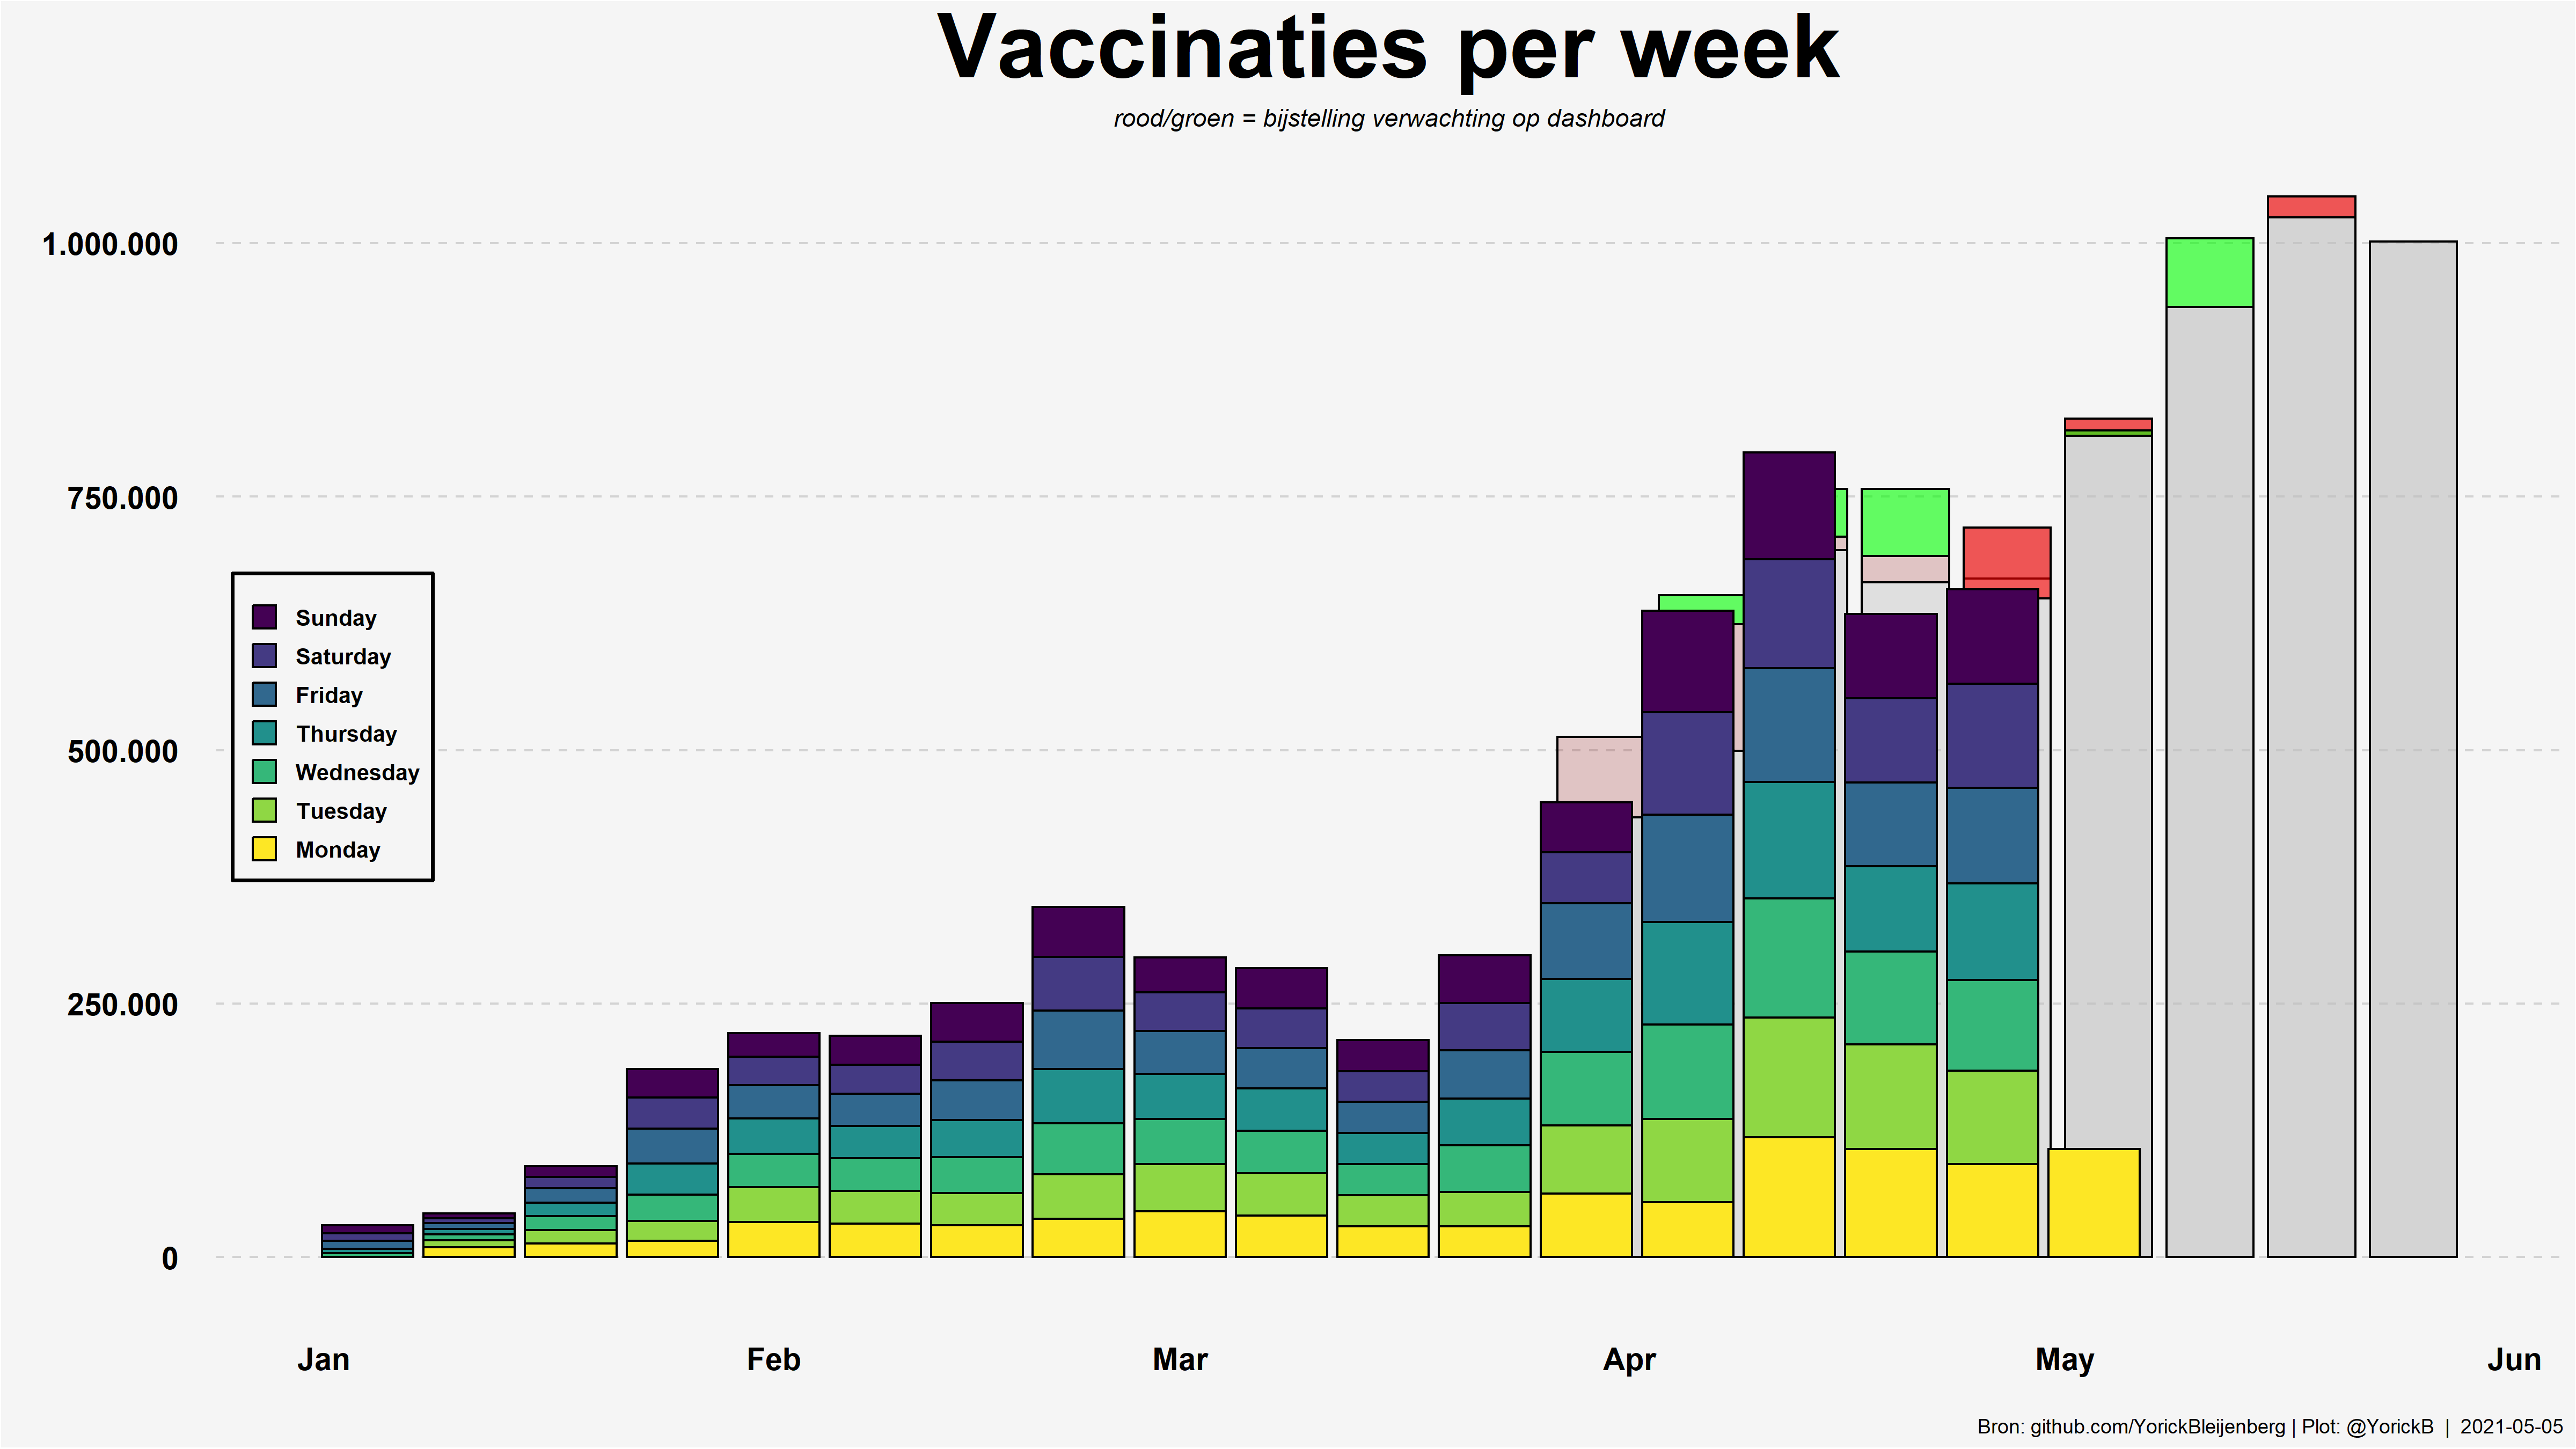 Vaccinaties per week
rood/groen = bijstelling verwachting op dashboard
1.000.000
750.000
500.000
250.000
0
Sunday
Saturday
Friday
Thursday
Wednesday
Tuesday
Monday
Jan Feb Mar Apr May Jun
Bron: github.com/YorickBleijenberg | Plot: @YorickB | 2021-05-05